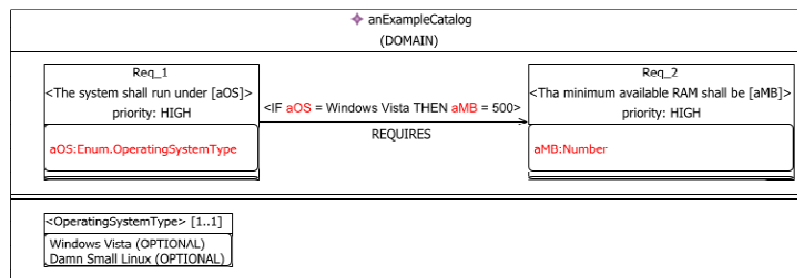 anExampleCatalog
(DOMAIN)
Req_1
<The system shall run under [aOS]>
priority: HIGH
aOS:Enum.OperatingSystemType
<IF aOS = Windows Vista THEN aMB = 500>
REQUIRES
Req_2
<Tha minimum available RAM shall be [aMB]>
priority: HIGH
aMB:Number
<OperatingSystemType> [1..1]
Windows Vista (OPTIONAL)
Damn Small Linux (OPTIONAL)